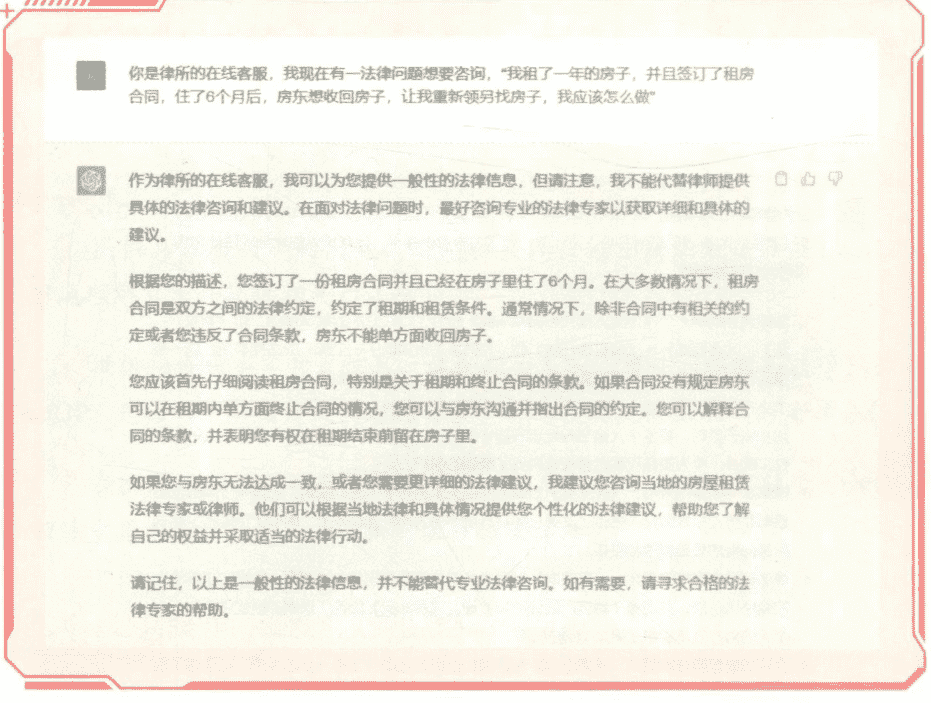 你是律所的在线客服，我现在有一法律问题想要咨询，“我租了一年的房子，并且签订了租房
合同，住了6个月后，房东想收回房子，让我重新领另找房子，我应该怎么做”
作为律所的在线客服，我可以为您提供一般性的法律信息，但请注意，我不能代替律师提供
具体的法律咨询和建议。在面对法律问题时，最好咨询专业的法律专家以获取详细和具体的
建议。
根据您的描述，您签订了一份租房合同并且已经在房子里住了6个月。在大多数情况下，租房
合同是双方之间的法律约定，约定了租期和租赁条件。通常情况下，除非合同中有相关的约
定或者您违反了合同条款，房东不能单方面收回房子。
您应该首先仔细阅读租房合同，特别是关于租期和终止合同的条款。如果合同没有规定房东
可以在租期内单方面终止合同的情况，您可以与房东沟通并指出合同的约定。您可以解释合
同的条款，并表明您有权在租期结束前留在房子里。
如果您与房东无法达成一致，或者您需要更详细的法律建议，我建议您咨询当地的房屋租赁
法律专家或律师。他们可以根据当地法律和具体情况提供您个性化的法律建议，帮助您了解
自己的权益并采取适当的法律行动。
请记住，以上是一般性的法律信息，并不能替代专业法律咨询。如有需要，请寻求合格的法
律专家的帮助。